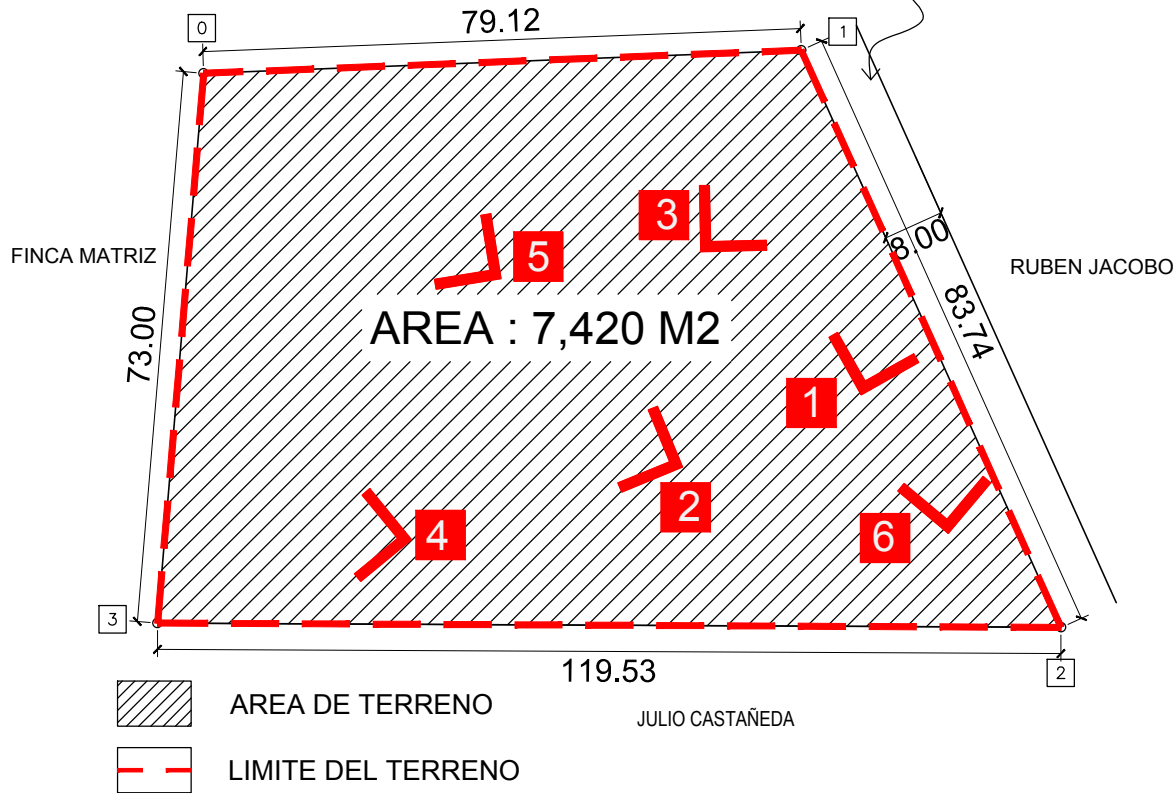 0
79.12
1
3
5
8.00
FINCA MATRIZ
RUBEN JACOBO
73.00
AREA : 7,420 M2
83.74
1
2
4
6
3
119.53
2
AREA DE TERRENO
JULIO CASTAÑEDA
LIMITE DEL TERRENO